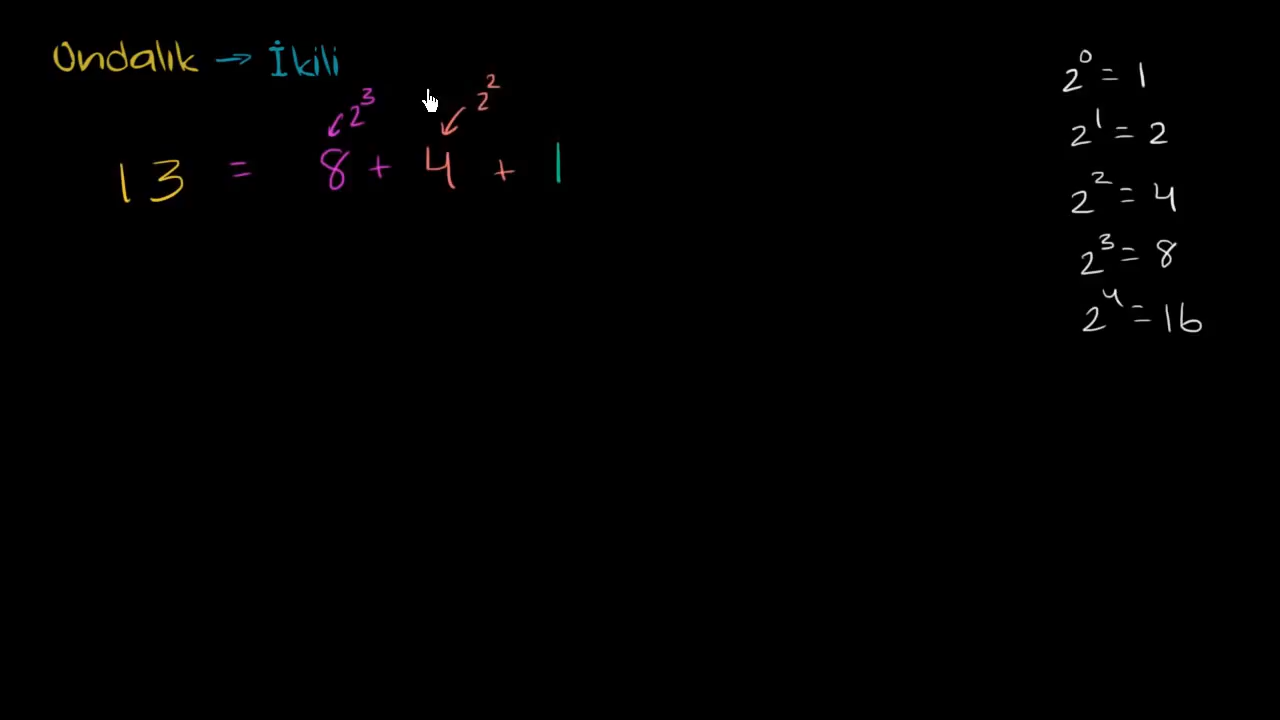 Ondalık → İkili
2³ 2²
13 = 8 + 4 + 1
2⁰ = 1
2¹ = 2
2² = 4
2³ = 8
2⁴ = 16